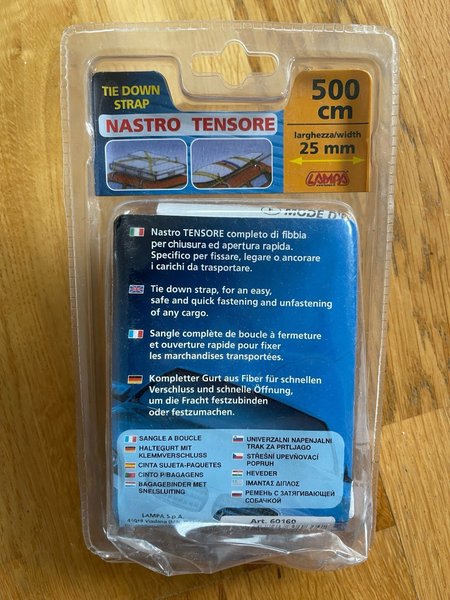 TIE DOWN
STRAP
NASTRO TENSORE
500
cm
larghezza/width
25 mm
LAMPA
MODE D'E
Nastro TENSORE completo di fibbia
per chiusura ed apertura rapida.
Specifico per fissare, legare o ancorare
i carichi da trasportare.
Tie down strap, for an easy,
safe and quick fastening and unfastening
of any cargo.
Sangle complète de boucle à fermeture
et ouverture rapide pour fixer
les marchandises transportées.
Kompletter Gurt aus Fiber für schnellen
Verschluss und schnelle Öffnung,
um die Fracht festzubinden
oder festzumachen.
SANGLE A BOUCLE
HALTEGURT MIT
KLEMMVERSCHLUSS
CINTA SUJETA-PAQUETES
CINTO P/BAGAGENS
BAGAGEBINDER MET
SNELSLUITING
UNIVERZALNI NAPENJALNI
TRAK ZA PRTLJAGO
STŘEŠNÍ UPEVŇOVACÍ
POPRUH
HEVEDER
ΙΜΑΝΤΑΣ ΔΙΠΛΟΣ
РЕМЕНЬ С ЗАТЯГИВАЮЩЕЙ
СОБАЧКОЙ
LAMPA S.p.A.
Viadana
Art. 60160